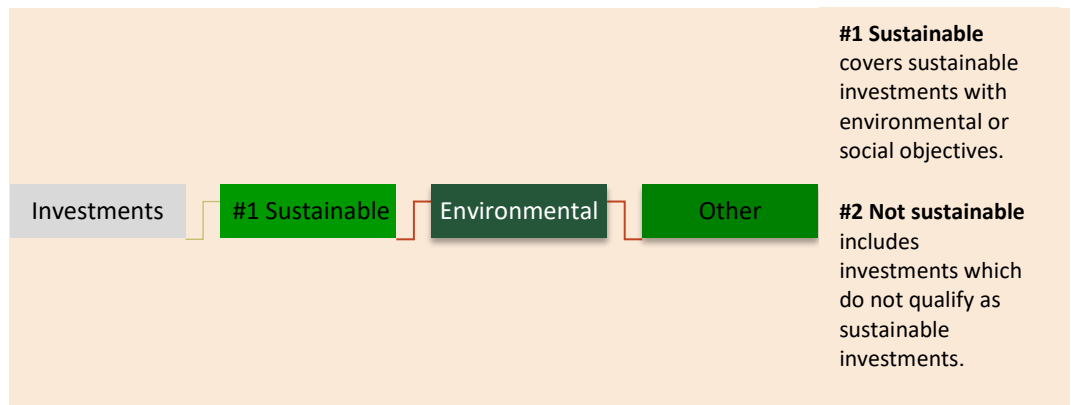 Investments
#1 Sustainable
Environmental
Other
#1 Sustainable
covers sustainable
investments with
environmental or
social objectives.
#2 Not sustainable
includes
investments which
do not qualify as
sustainable
investments.